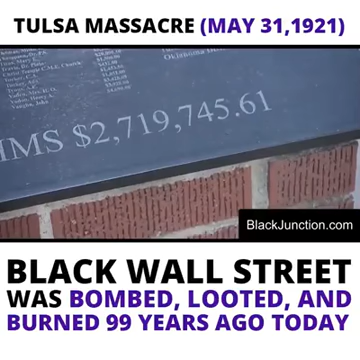 TULSA MASSACRE (MAY 31,1921)
IMS $2,719,745.61
BlackJunction.com
BLACK WALL STREET
WAS BOMBED, LOOTED, AND
BURNED 99 YEARS AGO TODAY